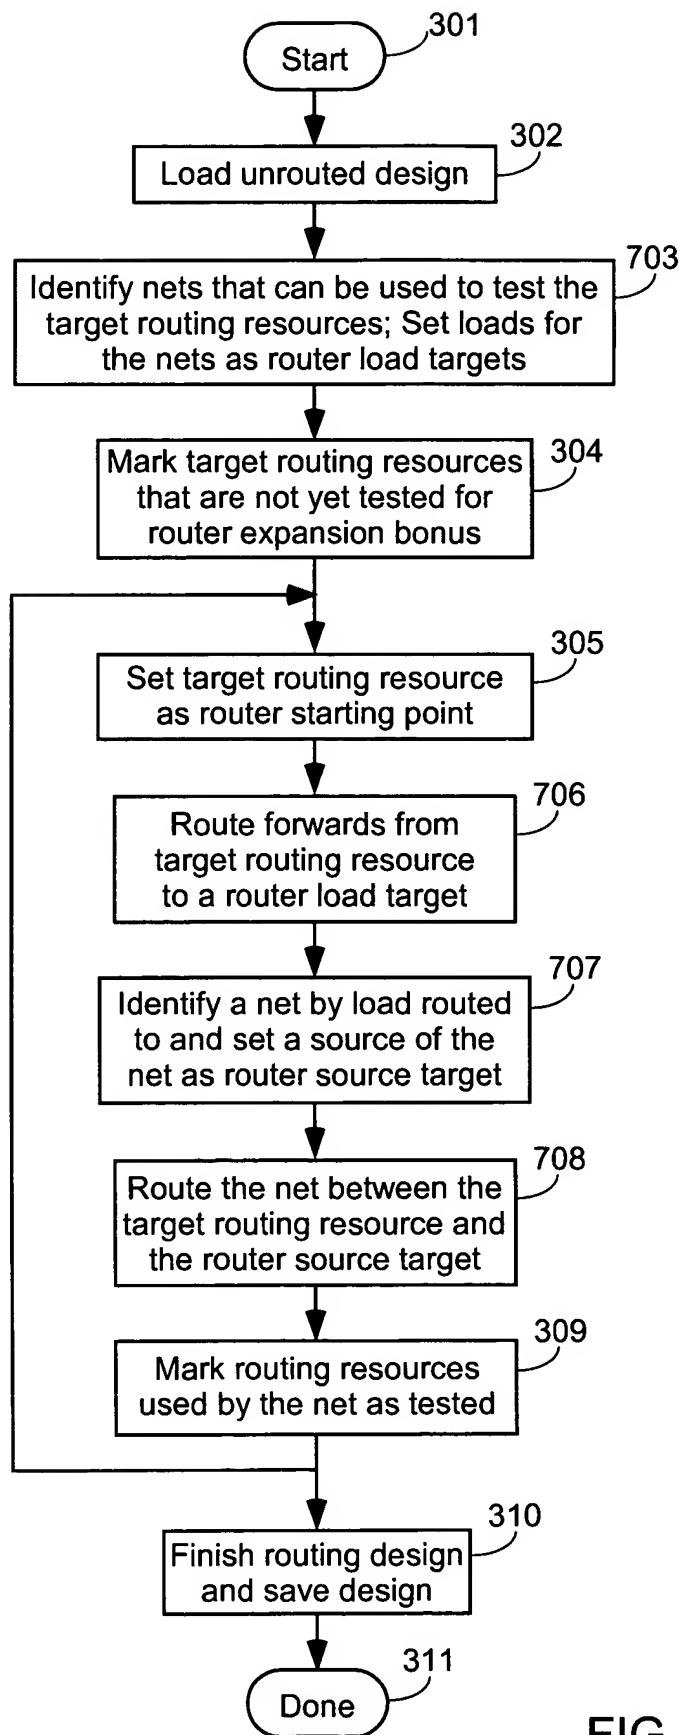 301
Start
302
Load unrouted design
703
Identify nets that can be used to test the
target routing resources; Set loads for
the nets as router load targets
304
Mark target routing resources
that are not yet tested for
router expansion bonus
305
Set target routing resource
as router starting point
706
Route forwards from
target routing resource
to a router load target
707
Identify a net by load routed
to and set a source of the
net as router source target
708
Route the net between the
target routing resource and
the router source target
309
Mark routing resources
used by the net as tested
310
Finish routing design
and save design
311
Done
FIG